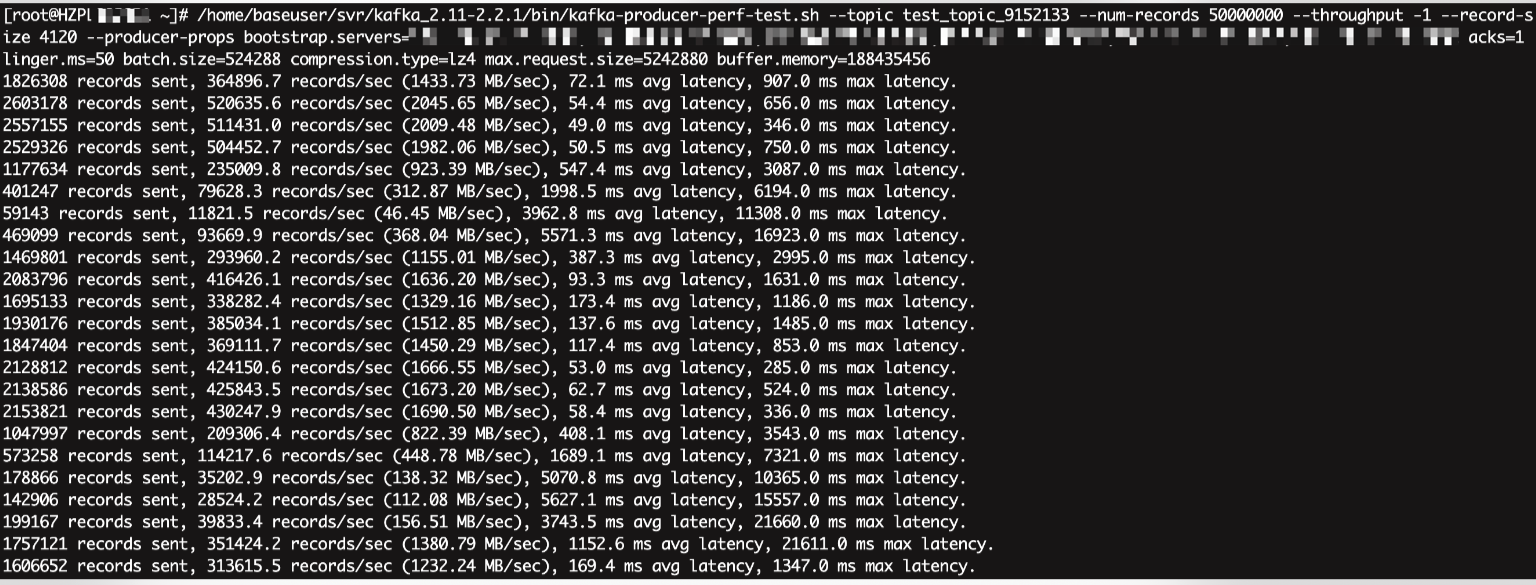 [root@HZPL ~]# /home/baseuser/svr/kafka_2.11-2.2.1/bin/kafka-producer-perf-test.sh --topic test_topic_9152133 --num-records 50000000 --throughput -1 --record-s
ize 4120 --producer-props bootstrap.servers= acks=1
linger.ms=50 batch.size=524288 compression.type=lz4 max.request.size=5242880 buffer.memory=188435456
1826308 records sent, 364896.7 records/sec (1433.73 MB/sec), 72.1 ms avg latency, 907.0 ms max latency.
2603178 records sent, 520635.6 records/sec (2045.65 MB/sec), 54.4 ms avg latency, 656.0 ms max latency.
2557155 records sent, 511431.0 records/sec (2009.48 MB/sec), 49.0 ms avg latency, 346.0 ms max latency.
2529326 records sent, 504452.7 records/sec (1982.06 MB/sec), 50.5 ms avg latency, 750.0 ms max latency.
1177634 records sent, 235009.8 records/sec (923.39 MB/sec), 547.4 ms avg latency, 3087.0 ms max latency.
401247 records sent, 79628.3 records/sec (312.87 MB/sec), 1998.5 ms avg latency, 6194.0 ms max latency.
59143 records sent, 11821.5 records/sec (46.45 MB/sec), 3962.8 ms avg latency, 11308.0 ms max latency.
469099 records sent, 93669.9 records/sec (368.04 MB/sec), 5571.3 ms avg latency, 16923.0 ms max latency.
1469801 records sent, 293960.2 records/sec (1155.01 MB/sec), 387.3 ms avg latency, 2995.0 ms max latency.
2083796 records sent, 416426.1 records/sec (1636.20 MB/sec), 93.3 ms avg latency, 1631.0 ms max latency.
1695133 records sent, 338282.4 records/sec (1329.16 MB/sec), 173.4 ms avg latency, 1186.0 ms max latency.
1930176 records sent, 385034.1 records/sec (1512.85 MB/sec), 137.6 ms avg latency, 1485.0 ms max latency.
1847404 records sent, 369111.7 records/sec (1450.29 MB/sec), 117.4 ms avg latency, 853.0 ms max latency.
2128812 records sent, 424150.6 records/sec (1666.55 MB/sec), 53.0 ms avg latency, 285.0 ms max latency.
2138586 records sent, 425843.5 records/sec (1673.20 MB/sec), 62.7 ms avg latency, 524.0 ms max latency.
2153821 records sent, 430247.9 records/sec (1690.50 MB/sec), 58.4 ms avg latency, 336.0 ms max latency.
1047997 records sent, 209306.4 records/sec (822.39 MB/sec), 408.1 ms avg latency, 3543.0 ms max latency.
573258 records sent, 114217.6 records/sec (448.78 MB/sec), 1689.1 ms avg latency, 7321.0 ms max latency.
178866 records sent, 35202.9 records/sec (138.32 MB/sec), 5070.8 ms avg latency, 10365.0 ms max latency.
142906 records sent, 28524.2 records/sec (112.08 MB/sec), 5627.1 ms avg latency, 15557.0 ms max latency.
199167 records sent, 39833.4 records/sec (156.51 MB/sec), 3743.5 ms avg latency, 21660.0 ms max latency.
1757121 records sent, 351424.2 records/sec (1380.79 MB/sec), 1152.6 ms avg latency, 21611.0 ms max latency.
1606652 records sent, 313615.5 records/sec (1232.24 MB/sec), 169.4 ms avg latency, 1347.0 ms max latency.